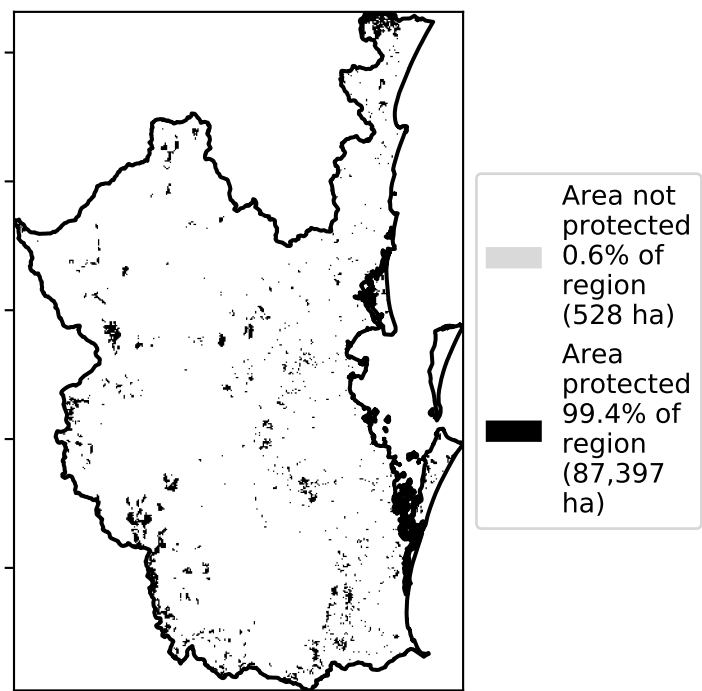 Area not
protected
0.6% of
region
(528 ha)
Area
protected
99.4% of
region
(87,397
ha)